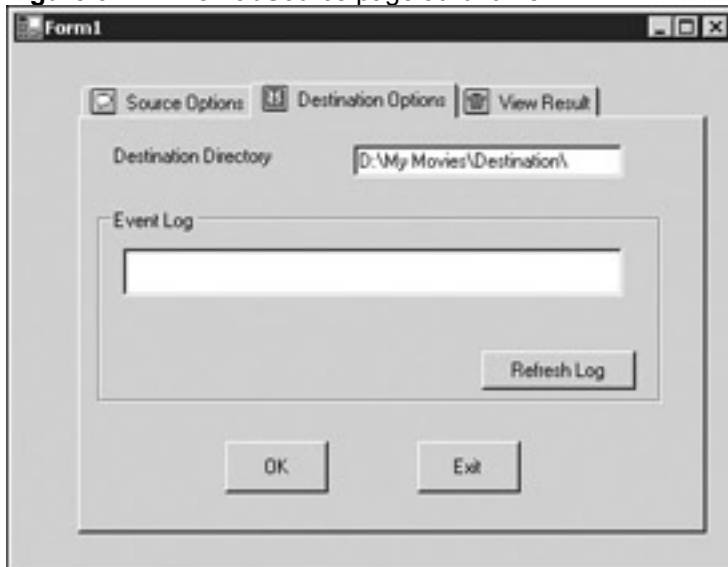 Form1
Source Options Destination Options View Result
Destination Directory D:\My Movies\Destination\
Event Log
Refresh Log
OK Exit